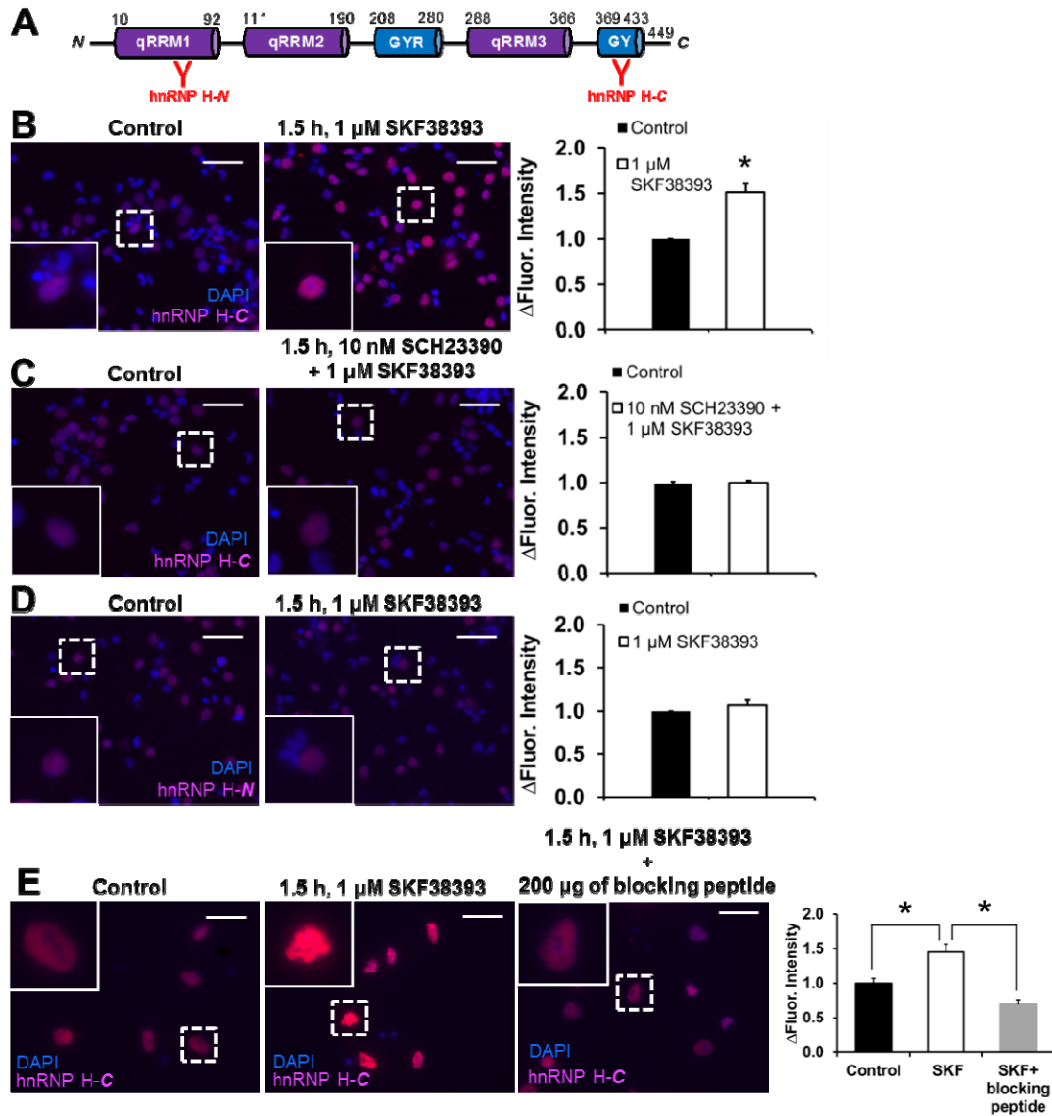 A
10 92 11* 190 208 280 288 366 369 433
N qRRM1 qRRM2 GYR qRRM3 GY 449 C
hnRNP H-N hnRNP H-C
B
Control 1.5 h, 1 μM SKF38393
DAPI
hnRNP H-C
ΔFluor. Intensity
2.0
1.5
1.0
0.5
0.0
Control
1 μM
SKF38393
*
C
Control
1.5 h, 10 nM SCH23390
+ 1 μM SKF38393
DAPI
hnRNP H-C
ΔFluor. Intensity
2.0
1.5
1.0
0.5
0.0
Control
10 nM SCH23390 +
1 μM SKF38393
D
Control 1.5 h, 1 μM SKF38393
DAPI
hnRNP H-N
ΔFluor. Intensity
2.0
1.5
1.0
0.5
0.0
Control
1 μM SKF38393
E
Control 1.5 h, 1 μM SKF38393
1.5 h, 1 μM SKF38393
+
200 μg of blocking peptide
DAPI
hnRNP H-C
DAPI
hnRNP H-C
DAPI
hnRNP H-C
ΔFluor. Intensity
2.0
1.5
1.0
0.5
0.0
* *
Control SKF SKF+
blocking
peptide